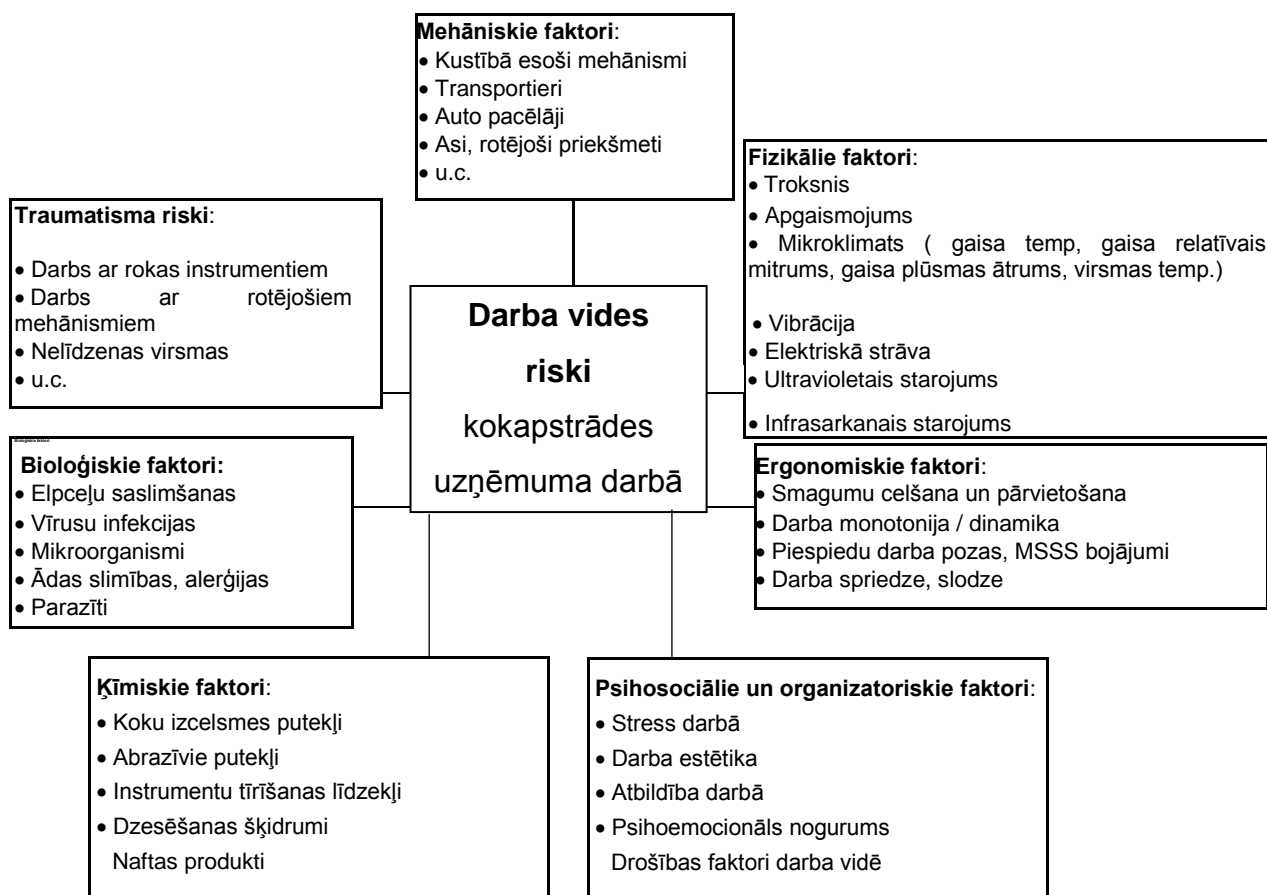 Mehāniskie faktori:
• Kustībā esoši mehānismi
• Transportieri
• Auto pacēlāji
• Asi, rotējoši priekšmeti
• u.c.
Fizikālie faktori:
• Troksnis
• Apgaismojums
• Mikroklimats ( gaisa temp, gaisa relatīvais
mitrums, gaisa plūsmas ātrums, virsmas temp.)
• Vibrācija
• Elektriskā strāva
• Ultravioletais starojums
• Infrasarkanais starojums
Traumatisma riski:
• Darbs ar rokas instrumentiem
• Darbs ar rotējošiem
mehānismiem
• Nelīdzenas virsmas
• u.c.
Darba vides
riski
kokapstrādes
uzņēmuma darbā
Bioloģiskie faktori
Bioloģiskie faktori:
• Elpceļu saslimšanas
• Vīrusu infekcijas
• Mikroorganismi
• Ādas slimības, alerģijas
• Parazīti
Ergonomiskie faktori:
• Smagumu celšana un pārvietošana
• Darba monotonija / dinamika
• Piespiedu darba pozas, MSSS bojājumi
• Darba spriedze, slodze
Ķīmiskie faktori:
• Koku izcelsmes putekļi
• Abrazīvie putekļi
• Instrumentu tīrīšanas līdzekļi
• Dzesēšanas šķidrumi
Naftas produkti
Psihosociālie un organizatoriskie faktori:
• Stress darbā
• Darba estētika
• Atbildība darbā
• Psihoemocionāls nogurums
Drošības faktori darba vidē